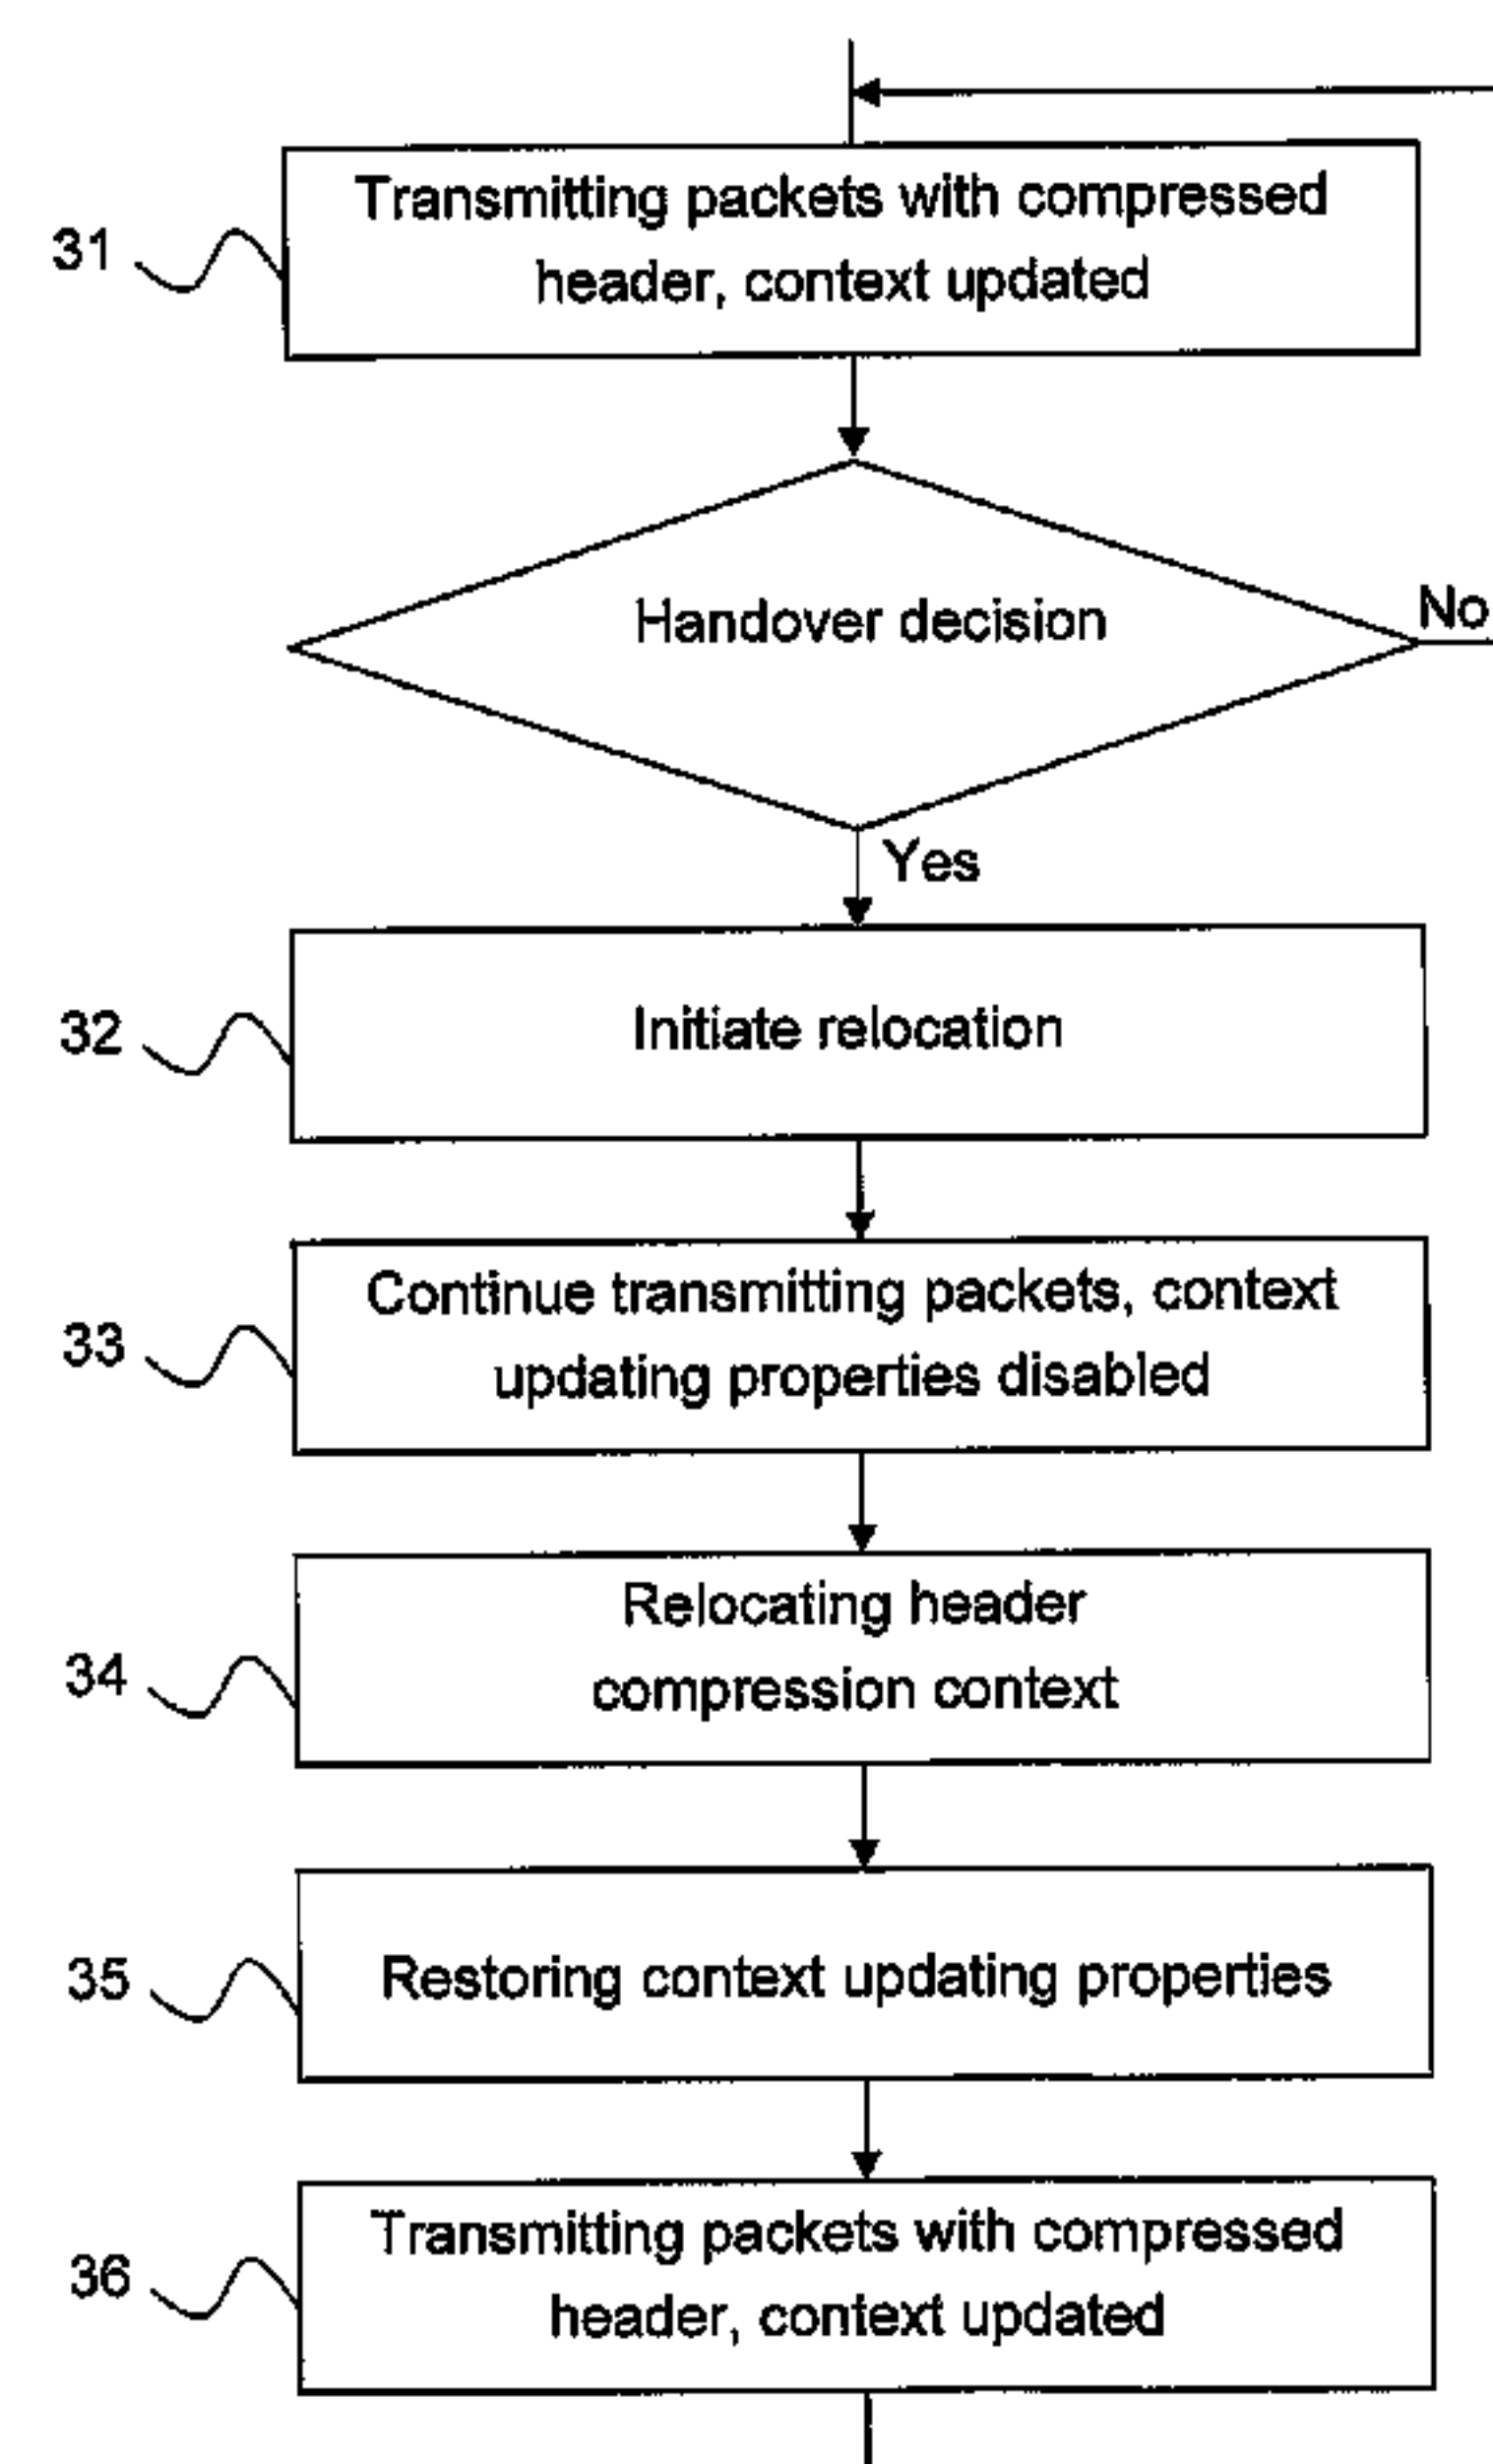 Transmitting packets with compressed
31
header, context updated
Handover decision
No
Yes
32
Initiate relocation
Continue transmitting packets, context
33
updating properties disabled
Relocating header
34
compression context
35
Restoring context updating properties
Transmitting packets with compressed
36
header, context updated